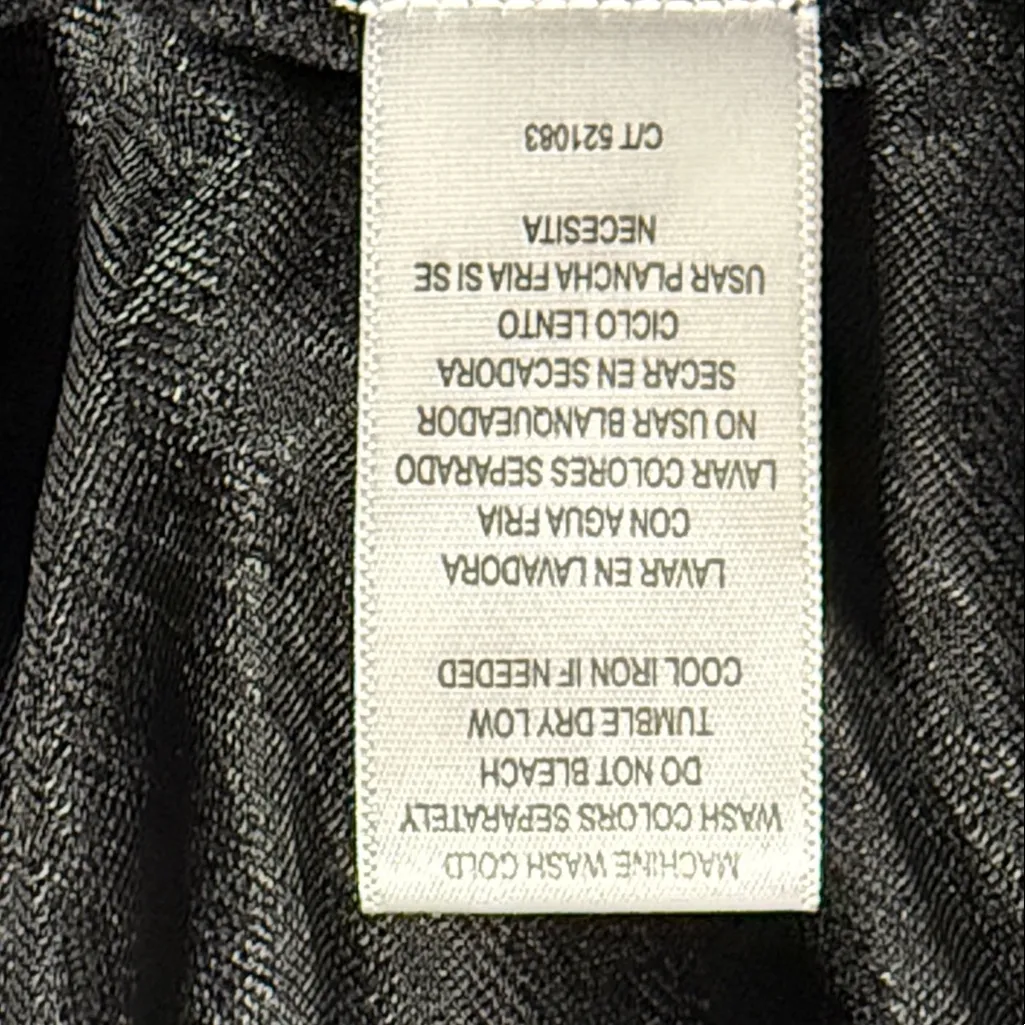 MACHINE WASH COLD
WASH COLORS SEPARATELY
DO NOT BLEACH
TUMBLE DRY LOW
COOL IRON IF NEEDED
LAVAR EN LAVADORA
CON AGUA FRIA
LAVAR COLORES SEPARADO
NO USAR BLANQUEADOR
SECAR EN SECADORA
CICLO LENTO
USAR PLANCHA FRIA SI SE
NECESITA
C/T 521083